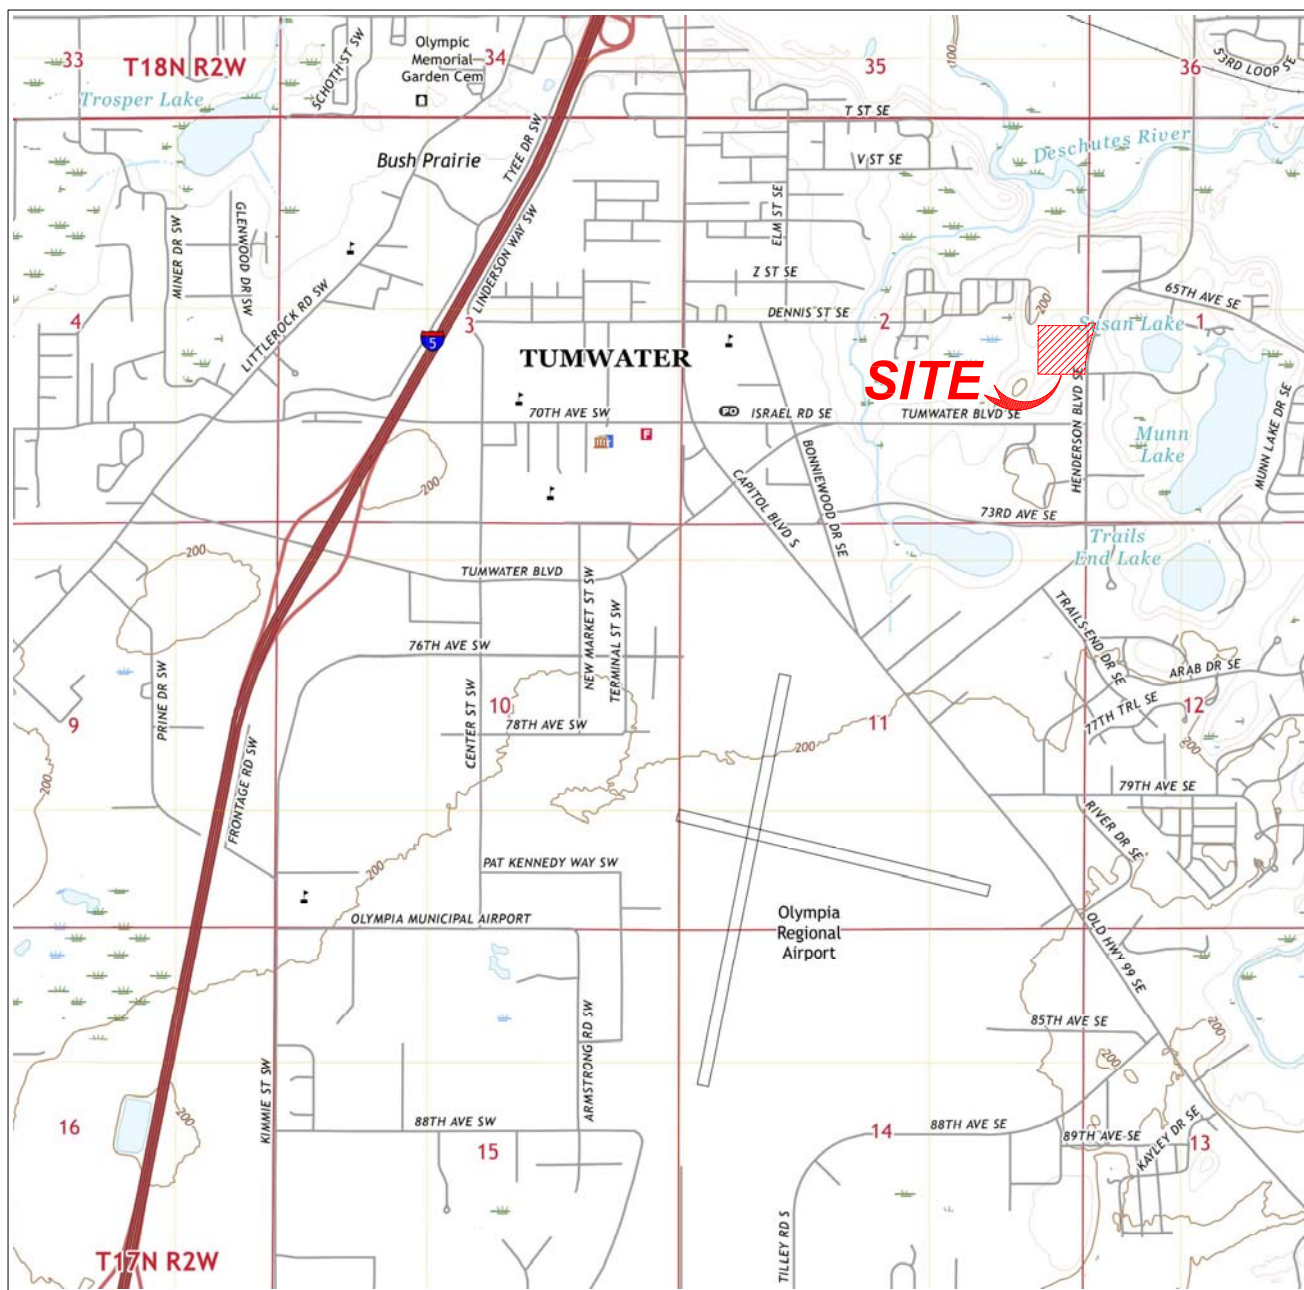 33
T18N R2W
Trosper Lake
SCHOTH ST SW
Olympic
Memorial
Garden Cem
34
35
100
36
53RD LOOP SE
T ST SE
Deschutes River
V ST SE
Bush Prairie
TYEE DR SW
LINDERSON WAY SW
ELM ST SE
MINER DR SW
GLENWOOD DR SW
LITTLEROCK RD SW
Z ST SE
DENNIS ST SE
65TH AVE SE
200
4
3
2
1
Susan Lake
5
TUMWATER
SITE
70TH AVE SW
PO
ISRAEL RD SE
TUMWATER BLVD SE
HENDERSON BLVD SE
MUNN LAKE DR SE
Munn
Lake
F
BONNIEWOOD DR SE
CAPITOL BLVD S
200
73RD AVE SE
Trails
End Lake
200
TUMWATER BLVD
NEW MARKET ST SW
TERMINAL ST SW
TRAILS-END DR SE
76TH AVE SW
PRINE DR SW
CENTER ST SW
ARAB DR SE
77TH TRL SE
9
10
11
12
78TH AVE SW
200
200
200
FRONTAGE RD SW
79TH AVE SE
RIVER DR SE
PAT KENNEDY WAY SW
200
OLYMPIA MUNICIPAL AIRPORT
Olympia
Regional
Airport
OLD HWY 99 SE
85TH AVE SE
200
200
ARMSTRONG RD SW
KIMMIE ST SW
200
16
88TH AVE SW
15
14
88TH AVE SE
89TH AVE SE
KAYLEY DR SE
13
TILLEY RD S
T17N R2W